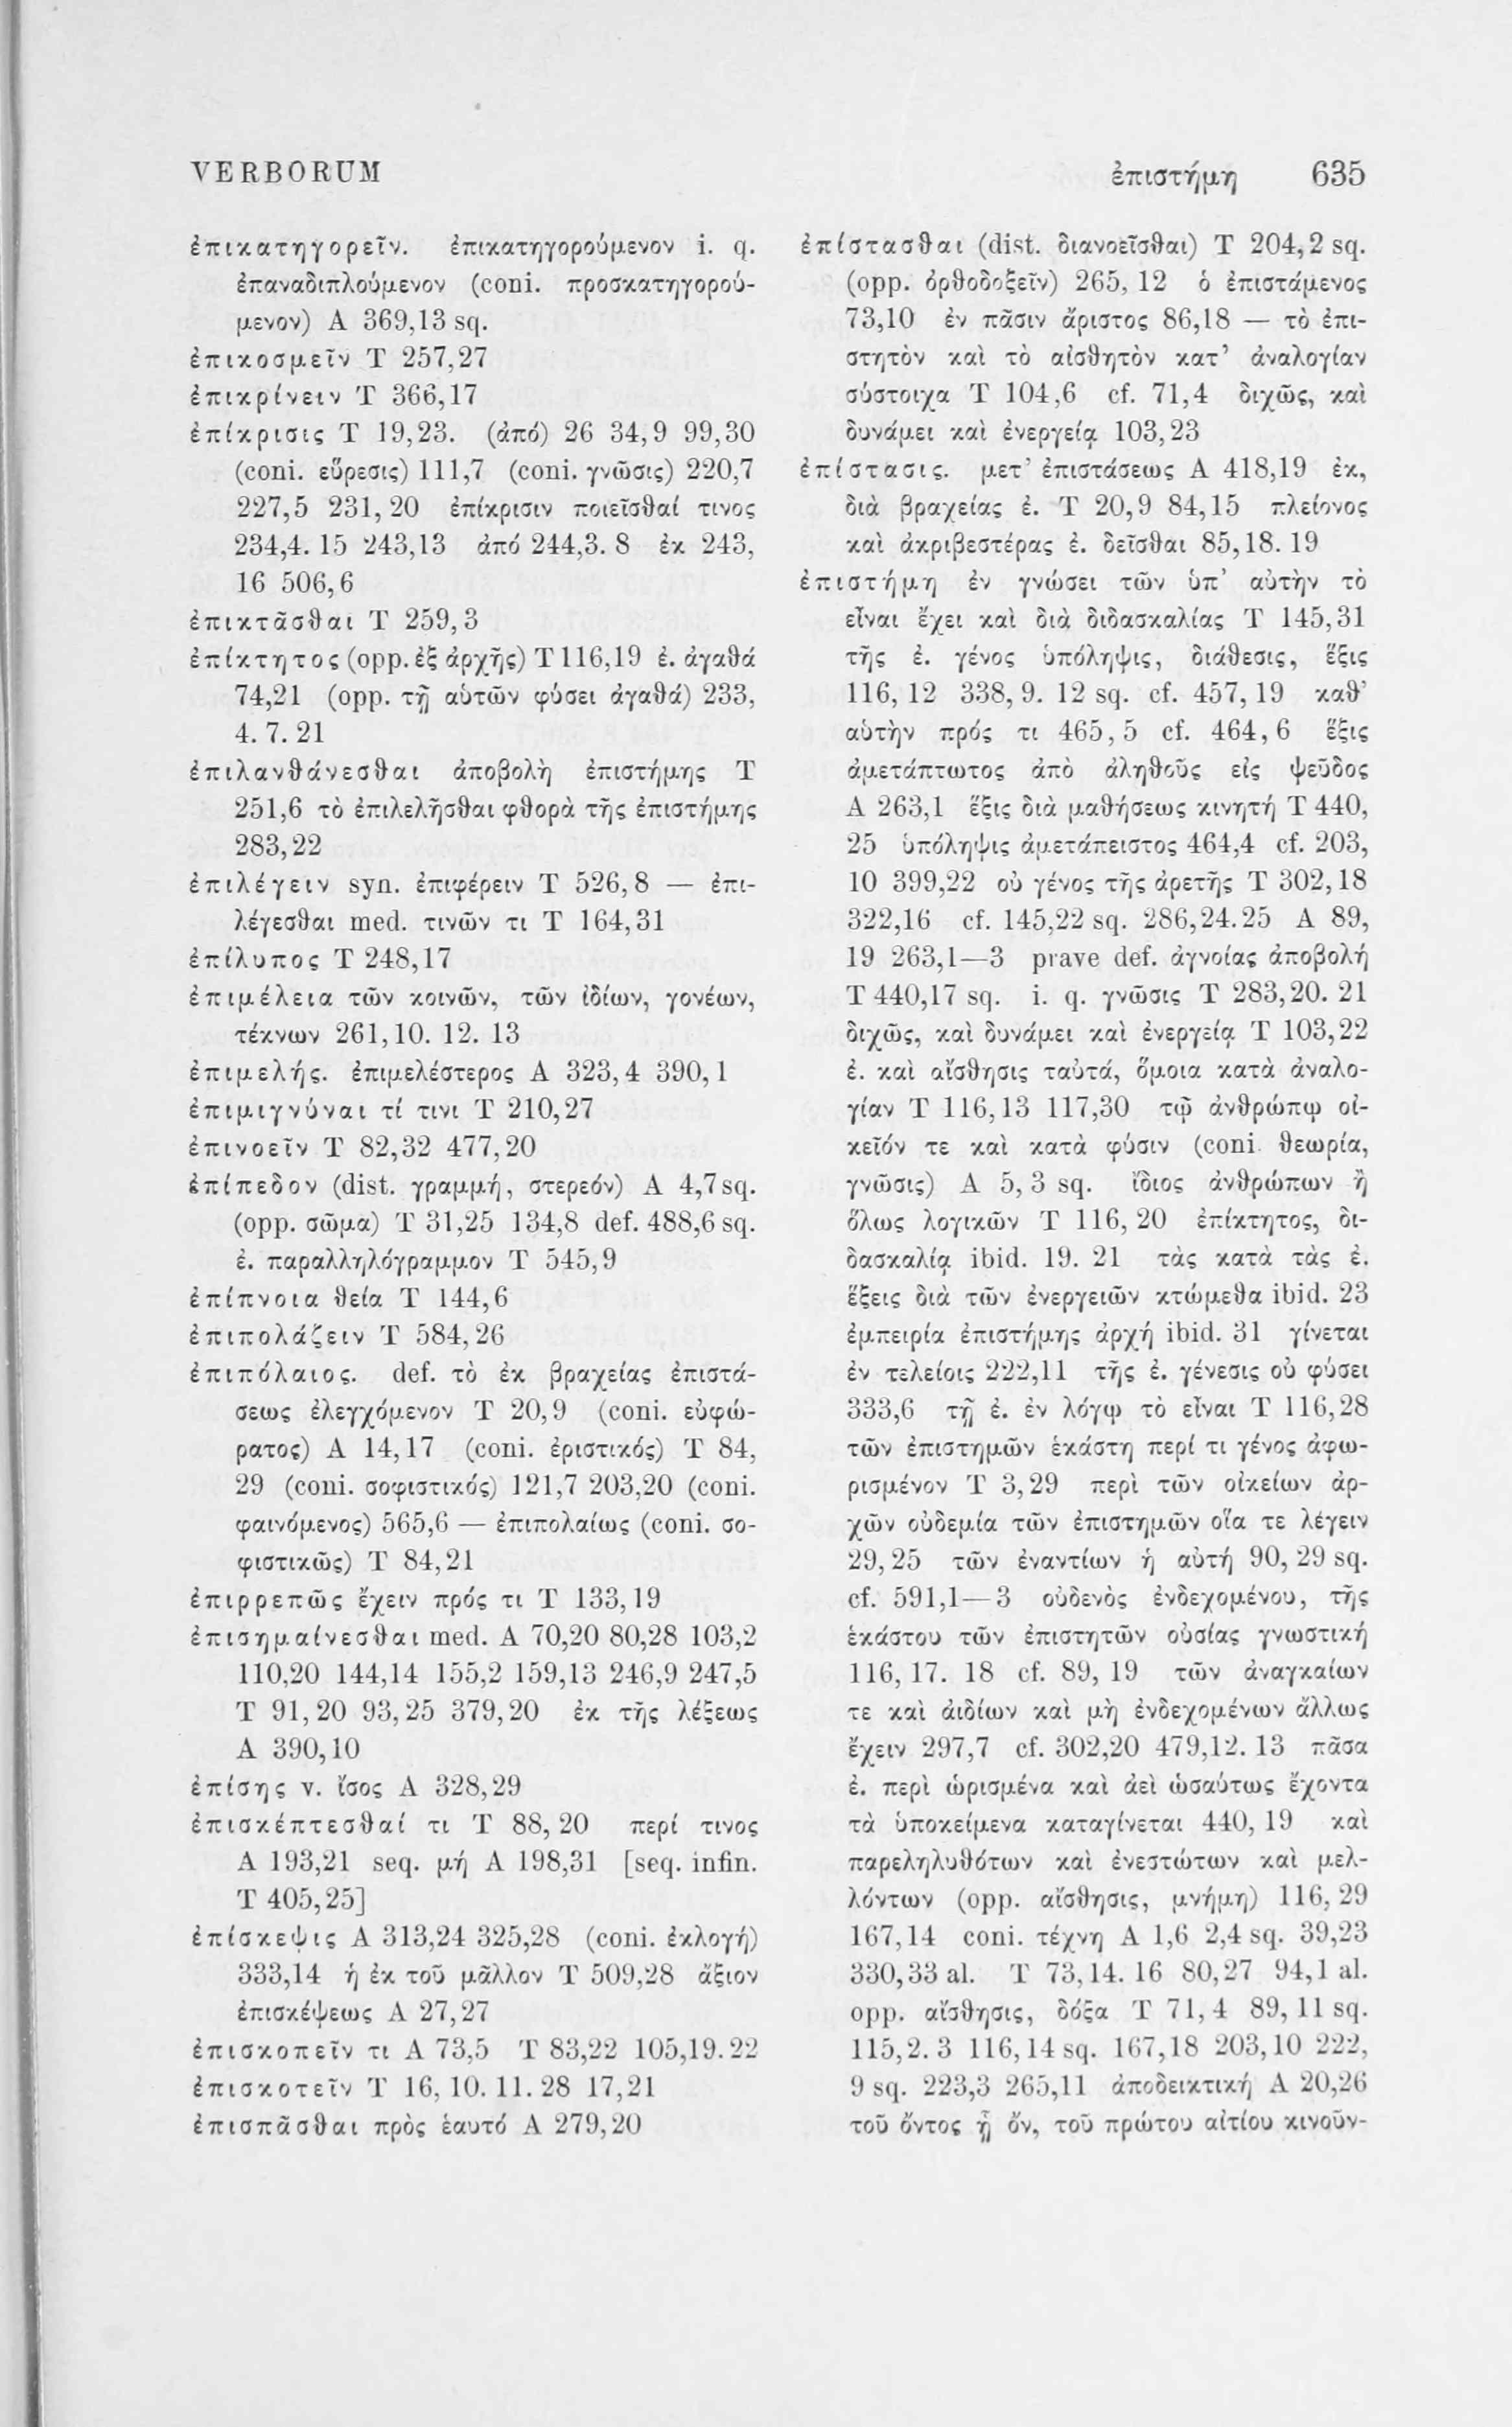 VERBORUM ἐπιστήμη 635
ἐπικατηγορεῖν. ἐπικατηγορούμενον i. q.
ἐπαναδιπλούμενον (coni. προσκατηγορού-
μενον) A 369,13 sq.
ἐπικοσμεῖν T 257,27
ἐπικρίνειν T 366,17
ἐπίκρισις T 19,23. (ἀπό) 26 34,9 99,30
(coni. εὕρεσις) 111,7 (coni. γνῶσις) 220,7
227,5 231,20 ἐπίκρισιν ποιεῖσθαί τινος
234,4. 15 243,13 ἀπό 244,3. 8 ἐκ 243,
16 506,6
ἐπικτᾶσθαι T 259,3
ἐπίκτητος (opp. ἐξ ἀρχῆς) T 116,19 ἐ. ἀγαθά
74,21 (opp. τῇ αὑτῶν φύσει ἀγαθά) 233,
4. 7. 21
ἐπιλανθάνεσθαι ἀποβολὴ ἐπιστήμης T
251,6 τὸ ἐπιλελῆσθαι φθορὰ τῆς ἐπιστήμης
283,22
ἐπιλέγειν syn. ἐπιφέρειν T 526,8 — ἐπι-
λέγεσθαι med. τινῶν τι T 164,31
ἐπίλυπος T 248,17
ἐπιμέλεια τῶν κοινῶν, τῶν ἰδίων, γονέων,
τέκνων 261,10. 12. 13
ἐπιμελής. ἐπιμελέστερος A 323,4 390,1
ἐπιμιγνύναι τί τινι T 210,27
ἐπινοεῖν T 82,32 477,20
ἐπίπεδον (dist. γραμμή, στερεόν) A 4,7 sq.
(opp. σῶμα) T 31,25 134,8 def. 488,6 sq.
ἐ. παραλληλόγραμμον T 545,9
ἐπίπνοια θεία T 144,6
ἐπιπολάζειν T 584,26
ἐπιπόλαιος. def. τὸ ἐκ βραχείας ἐπιστά-
σεως ἐλεγχόμενον T 20,9 (coni. εὐφώ-
ρατος) A 14,17 (coni. ἐριστικός) T 84,
29 (coni. σοφιστικός) 121,7 203,20 (coni.
φαινόμενος) 565,6 — ἐπιπολαίως (coni. σο-
φιστικῶς) T 84,21
ἐπιρρεπῶς ἔχειν πρός τι T 133,19
ἐπισημαίνεσθαι med. A 70,20 80,28 103,2
110,20 144,14 155,2 159,13 246,9 247,5
T 91,20 93,25 379,20 ἐκ τῆς λέξεως
A 390,10
ἐπίσης v. ἴσος A 328,29
ἐπισκέπτεσθαί τι T 88,20 περί τινος
A 193,21 seq. μή A 198,31 [seq. infin.
T 405,25]
ἐπίσκεψις A 313,24 325,28 (coni. ἐκλογή)
333,14 ἡ ἐκ τοῦ μᾶλλον T 509,28 ἄξιον
ἐπισκέψεως A 27,27
ἐπισκοπεῖν τι A 73,5 T 83,22 105,19.22
ἐπισκοτεῖν T 16,10. 11. 28 17,21
ἐπισπᾶσθαι πρὸς ἑαυτό A 279,20
ἐπίστασθαι (dist. διανοεῖσθαι) T 204,2 sq.
(opp. ὀρθοδοξεῖν) 265,12 ὁ ἐπιστάμενος
73,10 ἐν πᾶσιν ἄριστος 86,18 — τὸ ἐπι-
στητὸν καὶ τὸ αἰσθητὸν κατ’ ἀναλογίαν
σύστοιχα T 104,6 cf. 71,4 διχῶς, καὶ
δυνάμει καὶ ἐνεργείᾳ 103,23
ἐπίστασις. μετ’ ἐπιστάσεως A 418,19 ἐκ,
διὰ βραχείας ἐ. T 20,9 84,15 πλείονος
καὶ ἀκριβεστέρας ἐ. δεῖσθαι 85,18. 19
ἐπιστήμη ἐν γνώσει τῶν ὑπ’ αὐτὴν τὸ
εἶναι ἔχει καὶ διὰ διδασκαλίας T 145,31
τῆς ἐ. γένος ὑπόληψις, διάθεσις, ἕξις
116,12 338,9. 12 sq. cf. 457,19 καθ’
αὑτὴν πρός τι 465,5 cf. 464,6 ἕξις
ἀμετάπτωτος ἀπὸ ἀληθοῦς εἰς ψεῦδος
A 263,1 ἕξις διὰ μαθήσεως κινητή T 440,
25 ὑπόληψις ἀμετάπειστος 464,4 cf. 203,
10 399,22 οὐ γένος τῆς ἀρετῆς T 302,18
322,16 cf. 145,22 sq. 286,24.25 A 89,
19 263,1—3 prave def. ἀγνοίας ἀποβολή
T 440,17 sq. i. q. γνῶσις T 283,20. 21
διχῶς, καὶ δυνάμει καὶ ἐνεργείᾳ T 103,22
ἐ. καὶ αἴσθησις ταὐτά, ὅμοια κατὰ ἀναλο-
γίαν T 116,13 117,30 τῷ ἀνθρώπῳ οἰ-
κεῖόν τε καὶ κατὰ φύσιν (coni. θεωρία,
γνῶσις) A 5,3 sq. ἴδιος ἀνθρώπων ἢ
ὅλως λογικῶν T 116,20 ἐπίκτητος, δι-
δασκαλίᾳ ibid. 19. 21 τὰς κατὰ τὰς ἐ.
ἕξεις διὰ τῶν ἐνεργειῶν κτώμεθα ibid. 23
ἐμπειρία ἐπιστήμης ἀρχή ibid. 31 γίνεται
ἐν τελείοις 222,11 τῆς ἐ. γένεσις οὐ φύσει
333,6 τῇ ἐ. ἐν λόγῳ τὸ εἶναι T 116,28
τῶν ἐπιστημῶν ἑκάστη περί τι γένος ἀφω-
ρισμένον T 3,29 περὶ τῶν οἰκείων ἀρ-
χῶν οὐδεμία τῶν ἐπιστημῶν οἵα τε λέγειν
29,25 τῶν ἐναντίων ἡ αὐτή 90,29 sq.
cf. 591,1—3 οὐδενὸς ἐνδεχομένου, τῆς
ἑκάστου τῶν ἐπιστητῶν οὐσίας γνωστική
116,17. 18 cf. 89,19 τῶν ἀναγκαίων
τε καὶ ἀιδίων καὶ μὴ ἐνδεχομένων ἄλλως
ἔχειν 297,7 cf. 302,20 479,12. 13 πᾶσα
ἐ. περὶ ὡρισμένα καὶ ἀεὶ ὡσαύτως ἔχοντα
τὰ ὑποκείμενα καταγίνεται 440,19 καὶ
παρεληλυθότων καὶ ἐνεστώτων καὶ μελ-
λόντων (opp. αἴσθησις, μνήμη) 116,29
167,14 coni. τέχνη A 1,6 2,4 sq. 39,23
330,33 al. T 73,14. 16 80,27 94,1 al.
opp. αἴσθησις, δόξα T 71,4 89,11 sq.
115,2. 3 116,14 sq. 167,18 203,10 222,
9 sq. 223,3 265,11 ἀποδεικτική A 20,26
τοῦ ὄντος ᾗ ὄν, τοῦ πρώτου αἰτίου κινοῦν-